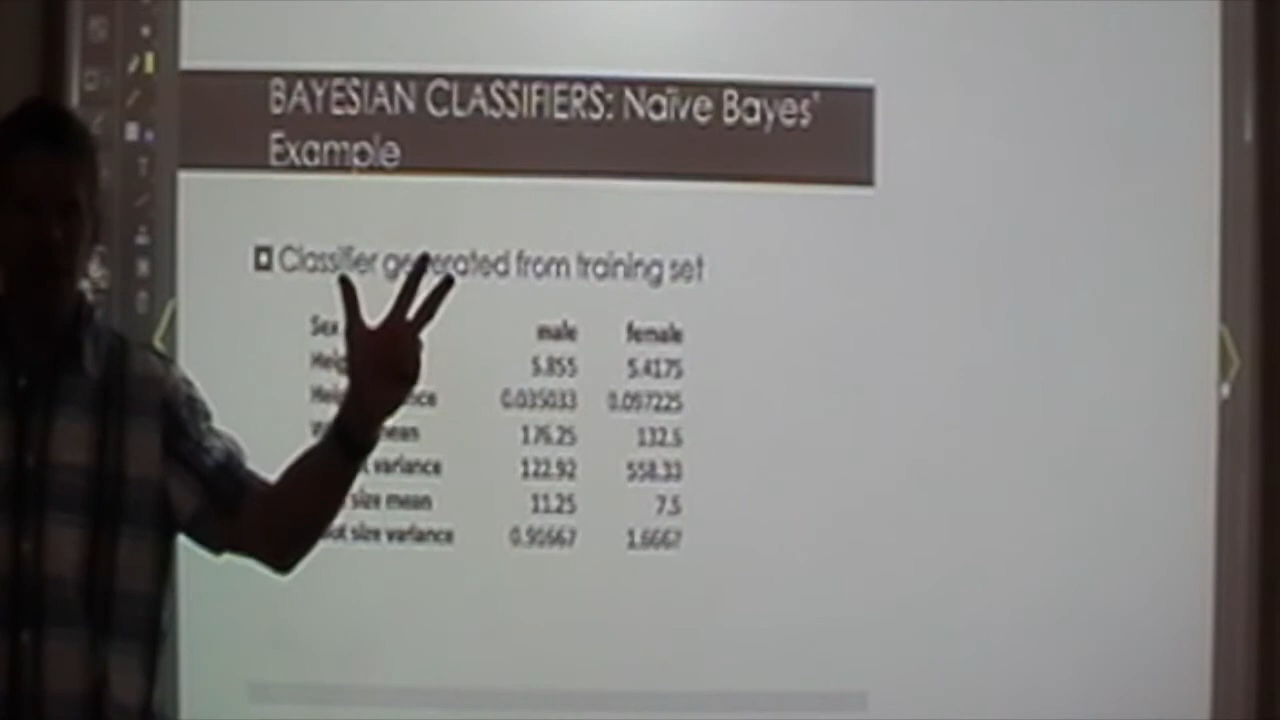 BAYESIAN CLASSIFIERS: Naïve Bayes'
Example
Classifier generated from training set
Sex male female
5.855 5.4175
0.035033 0.097225
mean 176.25 132.5
variance 122.92 558.33
size mean 11.25 7.5
size variance 0.91667 1.6667